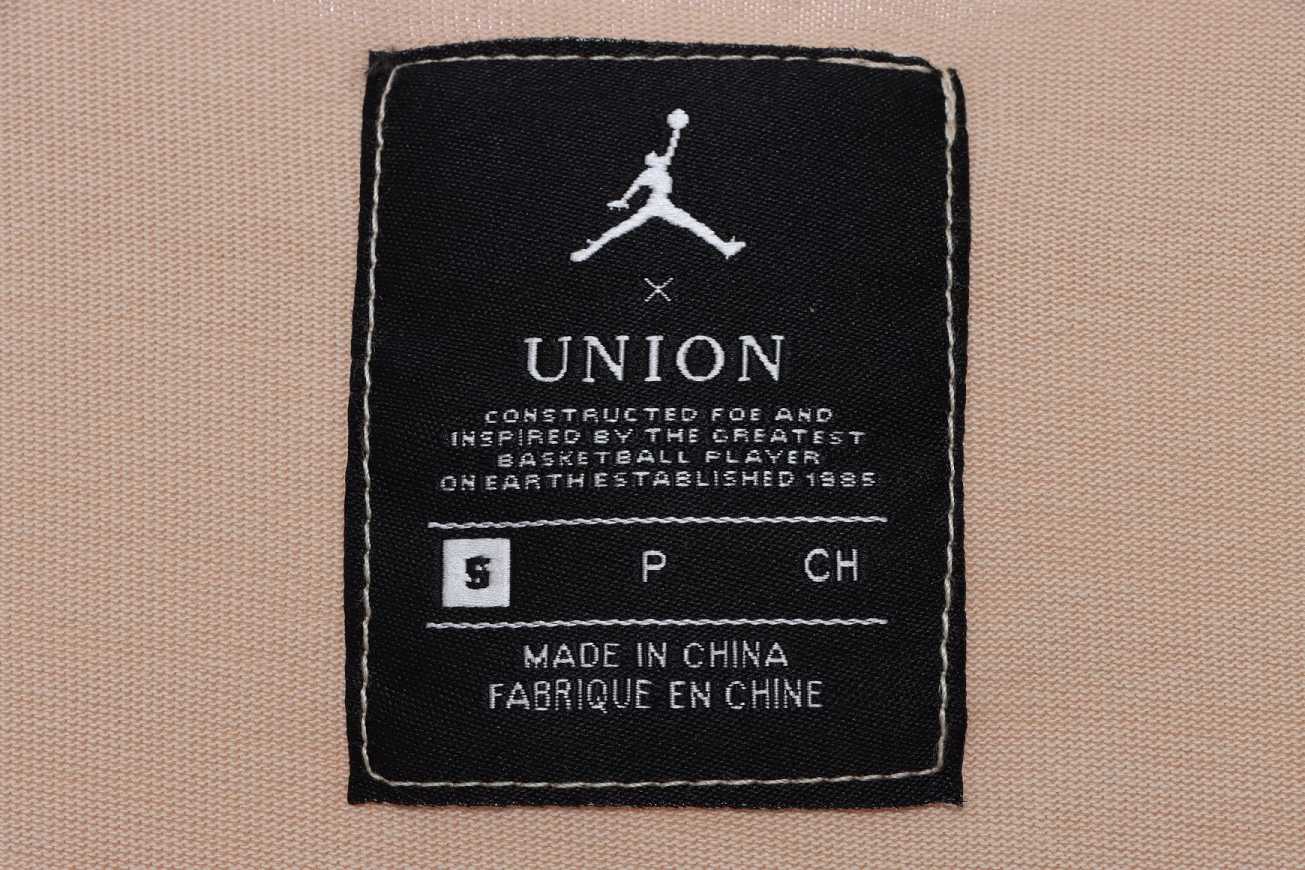 ×
UNION
CONSTRUCTED FOE AND
INSPIRED BY THE GREATEST
BASKETBALL PLAYER
ON EARTH ESTABLISHED 1985
S P CH
MADE IN CHINA
FABRIQUE EN CHINE